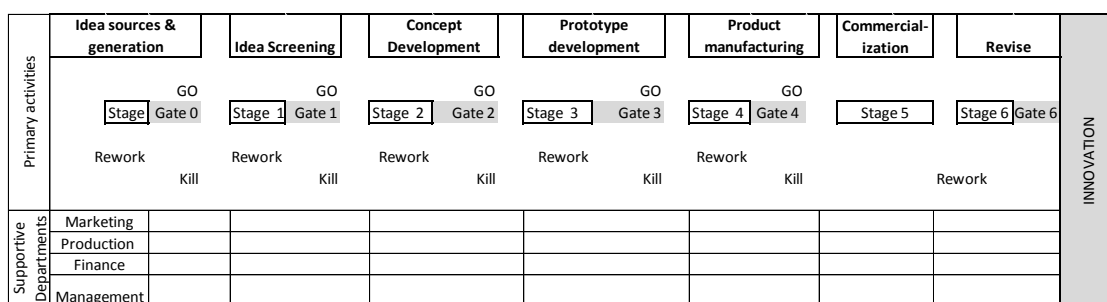 Idea sources & generation
Idea Screening
Concept Development
Prototype development
Product manufacturing
Commercial-ization
Revise
Primary activities
GO GO GO GO GO
Stage Gate 0 Stage 1 Gate 1 Stage 2 Gate 2 Stage 3 Gate 3 Stage 4 Gate 4 Stage 5 Stage 6 Gate 6
Rework Rework Rework Rework Rework
Kill Kill Kill Kill Kill Rework
INNOVATION
Supportive Departments
Marketing
Production
Finance
Management